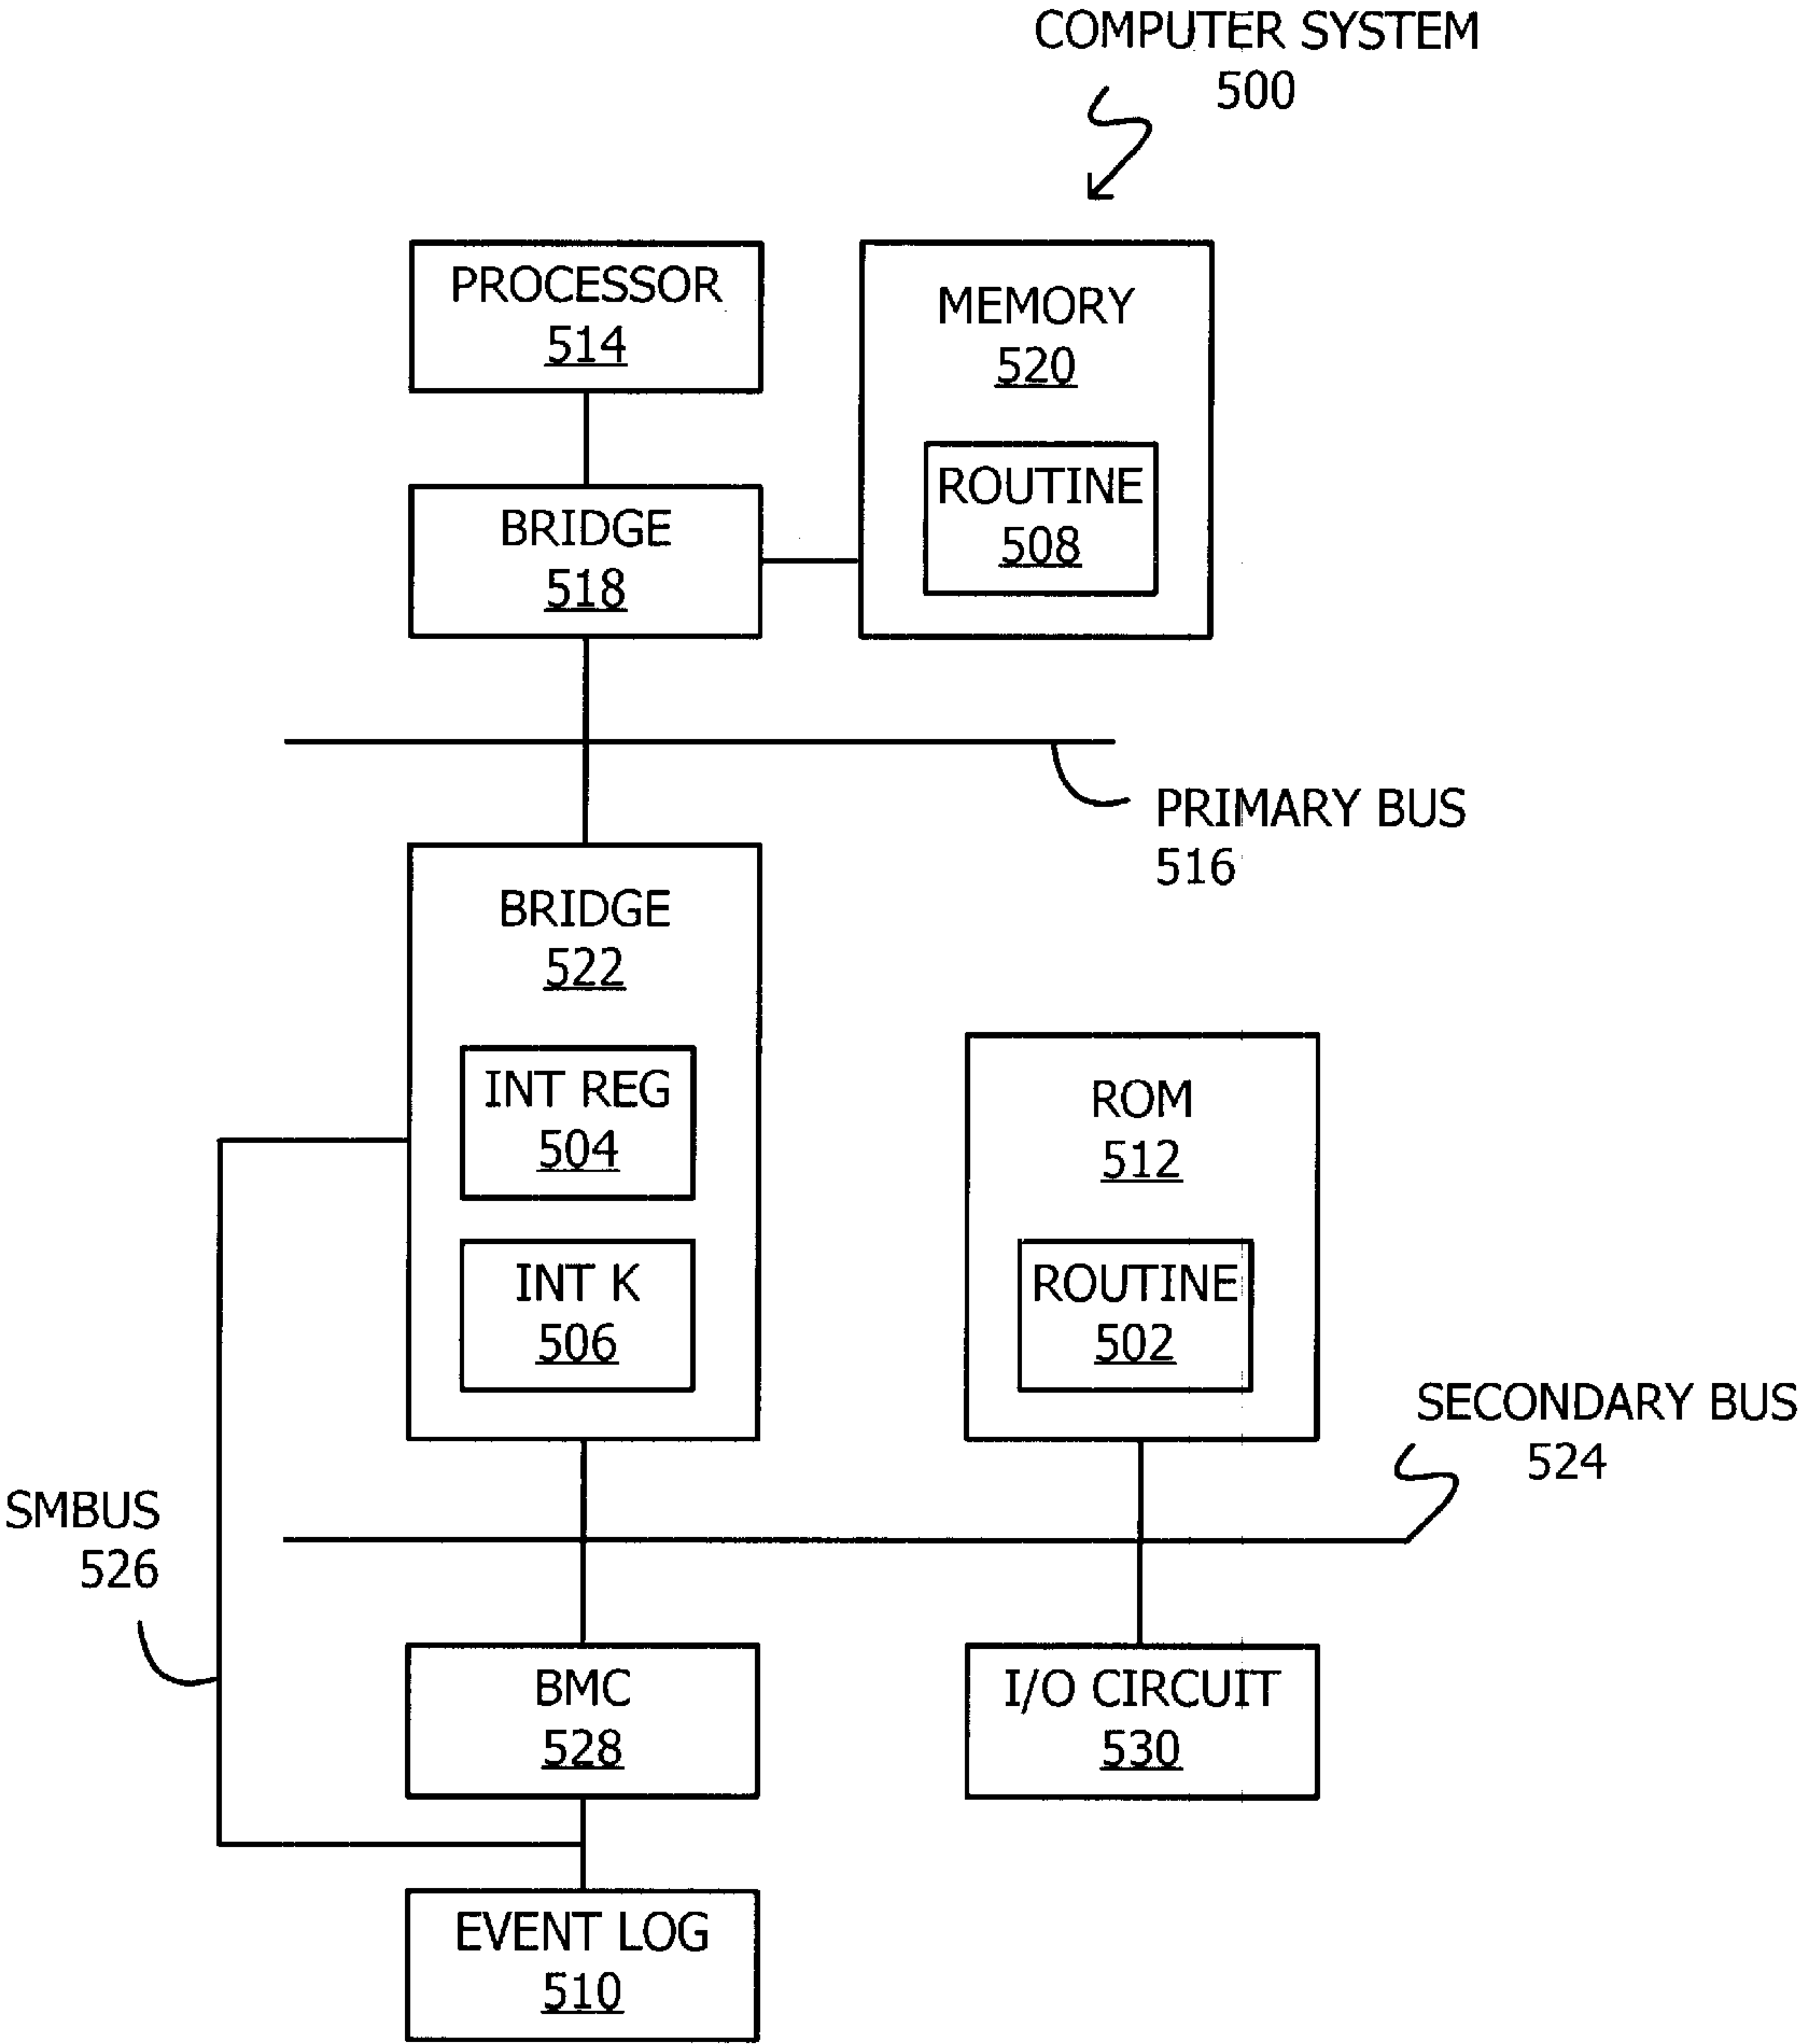 COMPUTER SYSTEM
500
PROCESSOR
514
MEMORY
520
ROUTINE
508
BRIDGE
518
PRIMARY BUS
516
BRIDGE
522
INT REG
504
INT K
506
ROM
512
ROUTINE
502
SECONDARY BUS
524
SMBUS
526
BMC
528
I/O CIRCUIT
530
EVENT LOG
510